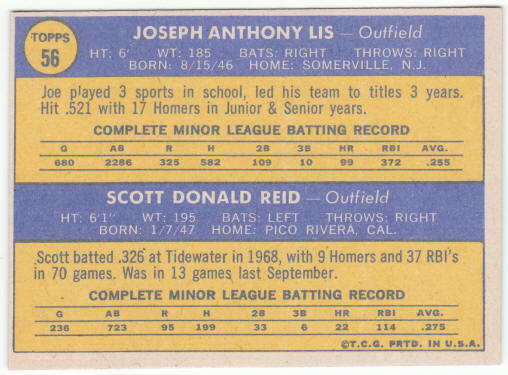 TOPPS
56
JOSEPH ANTHONY LIS — Outfield
HT: 6' WT: 185 BATS: RIGHT THROWS: RIGHT
BORN: 8/15/46 HOME: SOMERVILLE, N.J.
Joe played 3 sports in school, led his team to titles 3 years.
Hit .521 with 17 Homers in Junior & Senior years.
COMPLETE MINOR LEAGUE BATTING RECORD
G AB R H 2B 3B HR RBI AVG.
680 2286 325 582 109 10 99 372 .255
SCOTT DONALD REID — Outfield
HT: 6'1" WT: 195 BATS: LEFT THROWS: RIGHT
BORN: 1/7/47 HOME: PICO RIVERA, CAL.
Scott batted .326 at Tidewater in 1968, with 9 Homers and 37 RBI's
in 70 games. Was in 13 games last September.
COMPLETE MINOR LEAGUE BATTING RECORD
G AB R H 2B 3B HR RBI AVG.
236 723 95 199 33 6 22 114 .275
©T.C.G. PRTD. IN U.S.A.